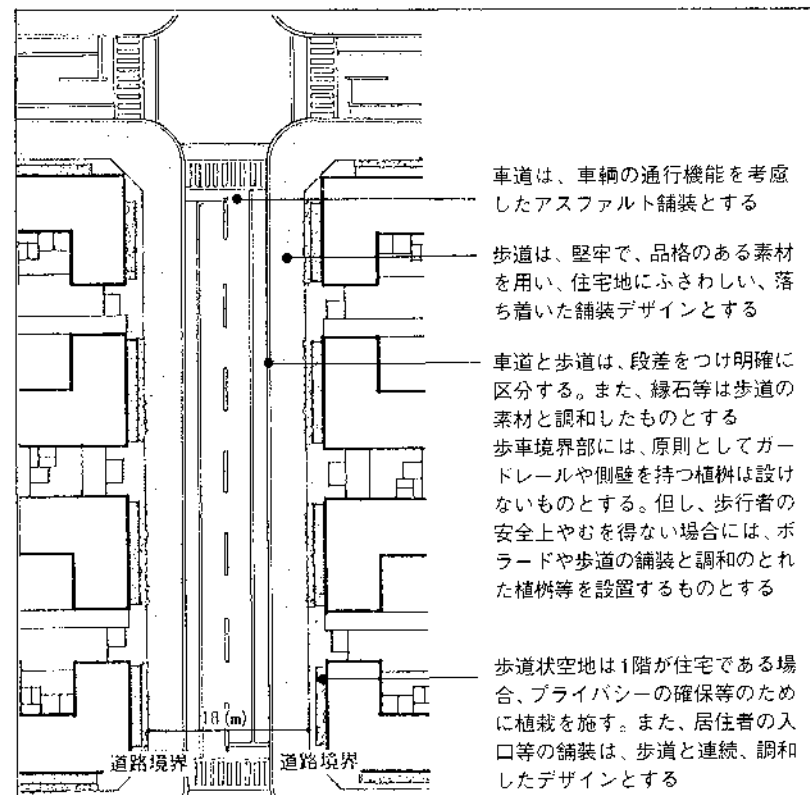 車道は、車輌の通行機能を考慮
したアスファルト舗装とする
歩道は、堅牢で、品格のある素材
を用い、住宅地にふさわしい、落
ち着いた舗装デザインとする
車道と歩道は、段差をつけ明確に
区分する。また、縁石等は歩道の
素材と調和したものとする
歩車境界部には、原則としてガー
ドレールや側壁を持つ植桝は設け
ないものとする。但し、歩行者の
安全上やむを得ない場合には、ボ
ラードや歩道の舗装と調和のとれ
た植桝等を設置するものとする
歩道状空地は1階が住宅である場
合、プライバシーの確保等のため
に植栽を施す。また、居住者の入
口等の舗装は、歩道と連続、調和
したデザインとする
18(m)
道路境界
道路境界